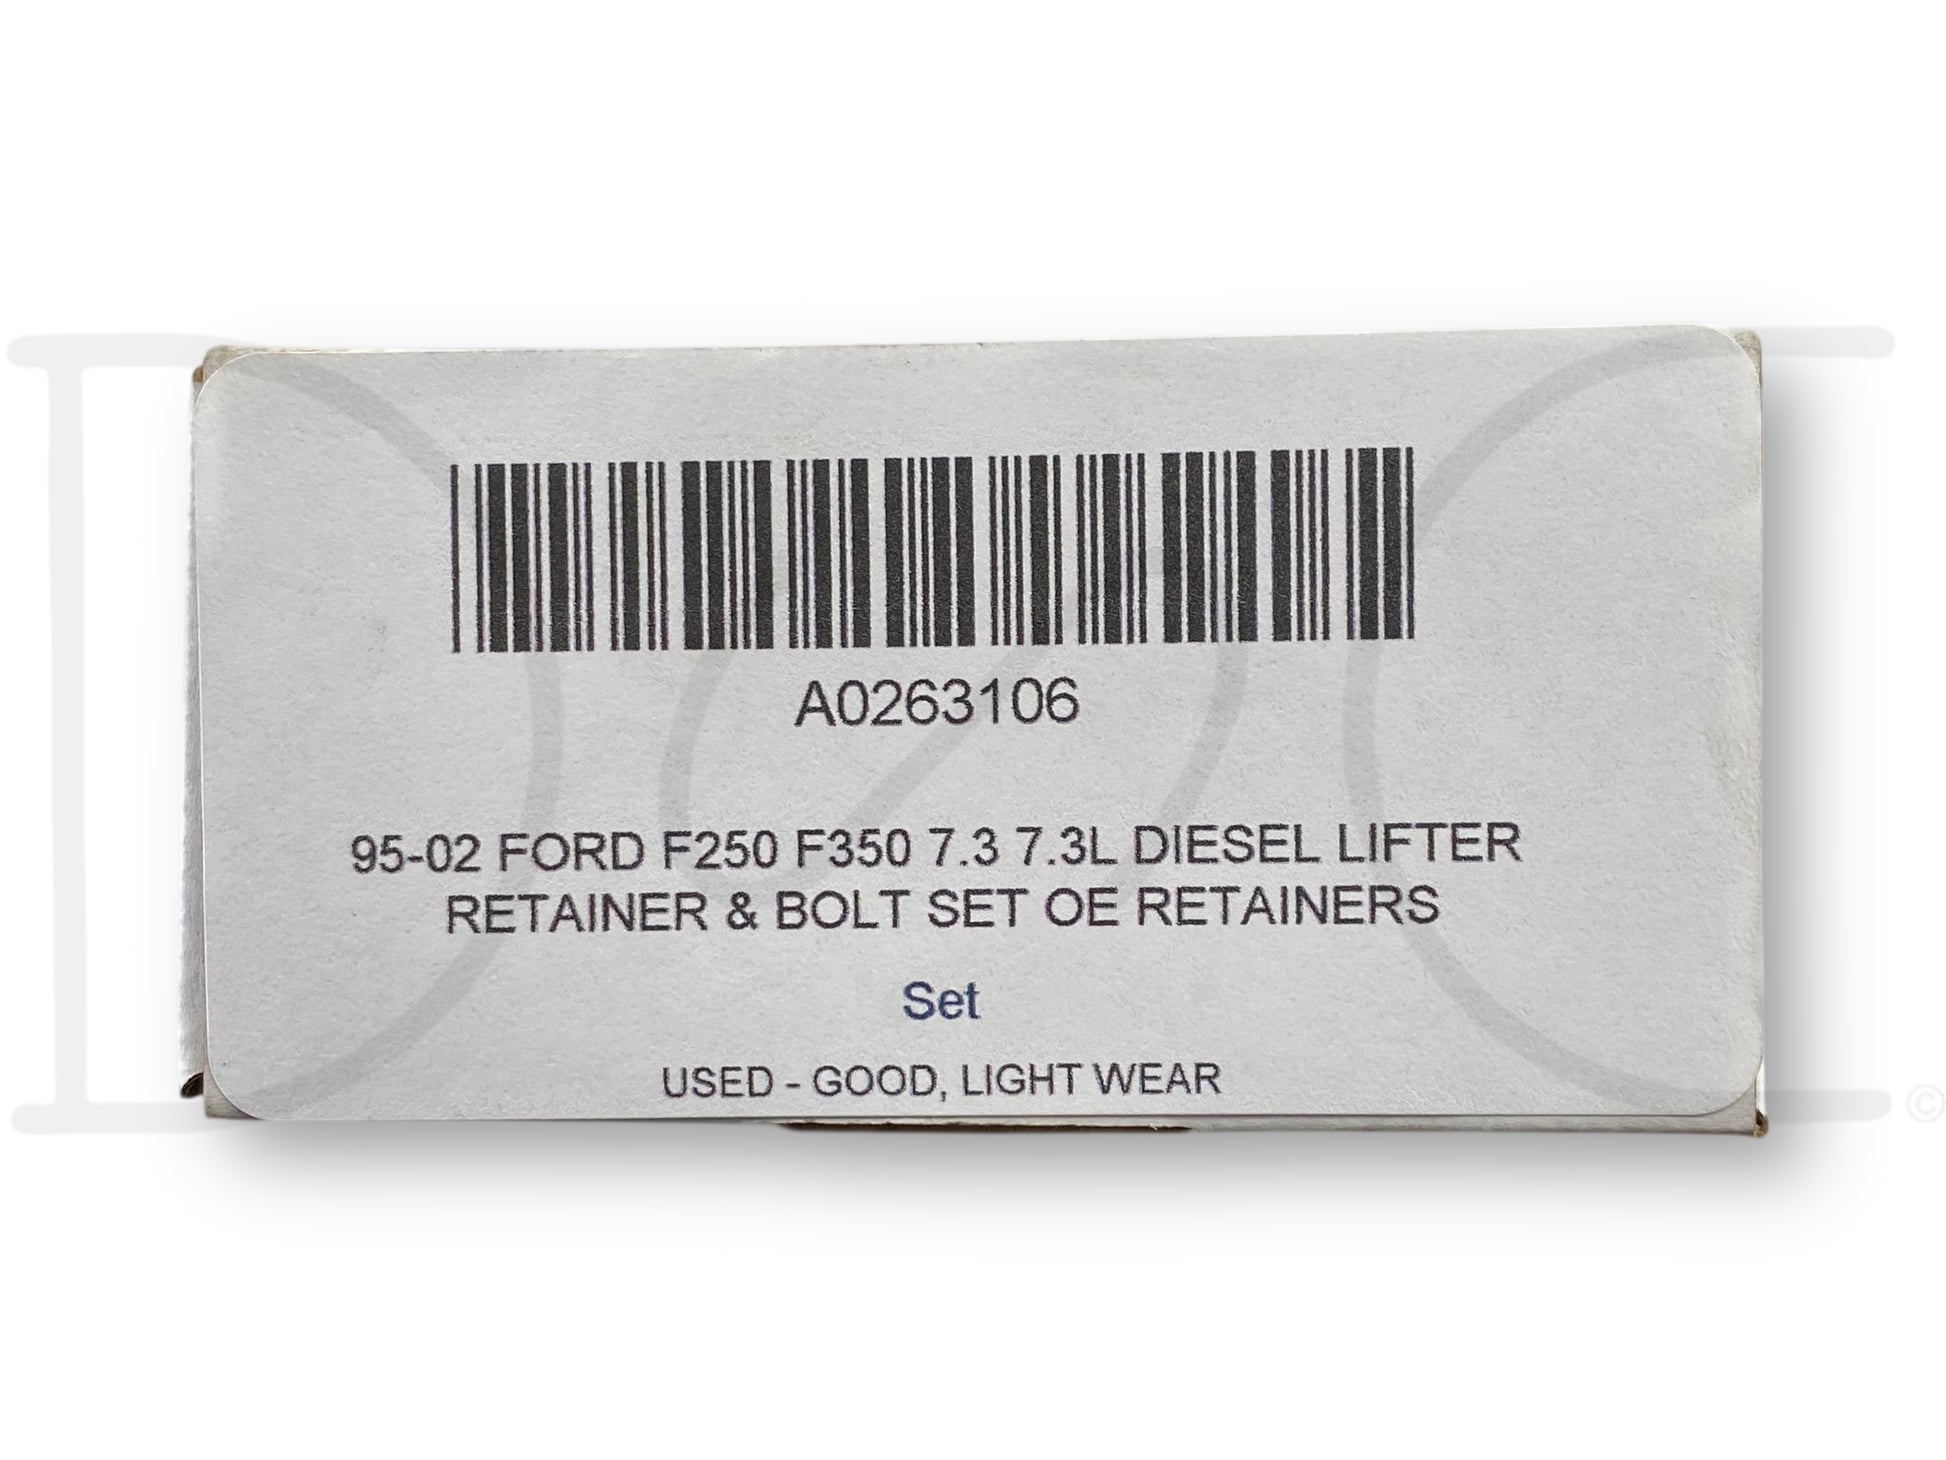 A0263106
95-02 FORD F250 F350 7.3 7.3L DIESEL LIFTER
RETAINER & BOLT SET OE RETAINERS
Set
USED - GOOD, LIGHT WEAR
©